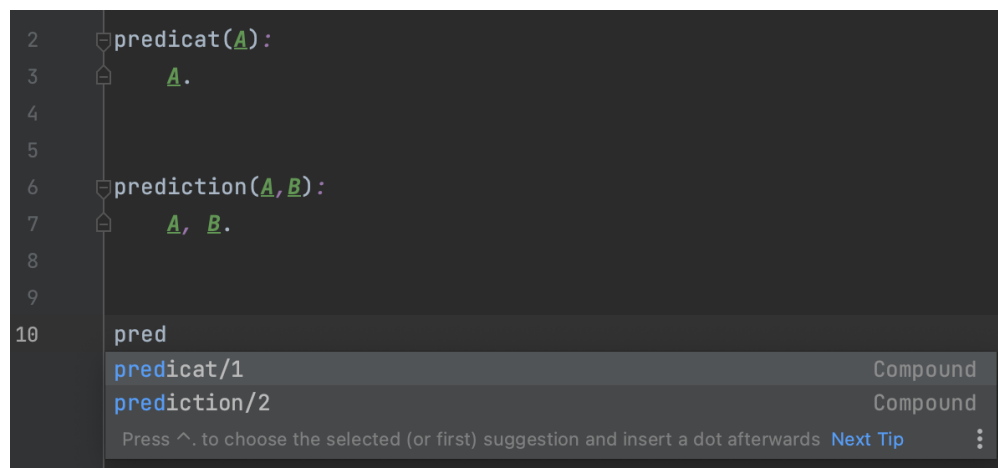 2 predicat(A):
3 A.
4
5
6 prediction(A,B):
7 A, B.
8
9
10 pred
predicat/1 Compound
prediction/2 Compound
Press ^. to choose the selected (or first) suggestion and insert a dot afterwards Next Tip